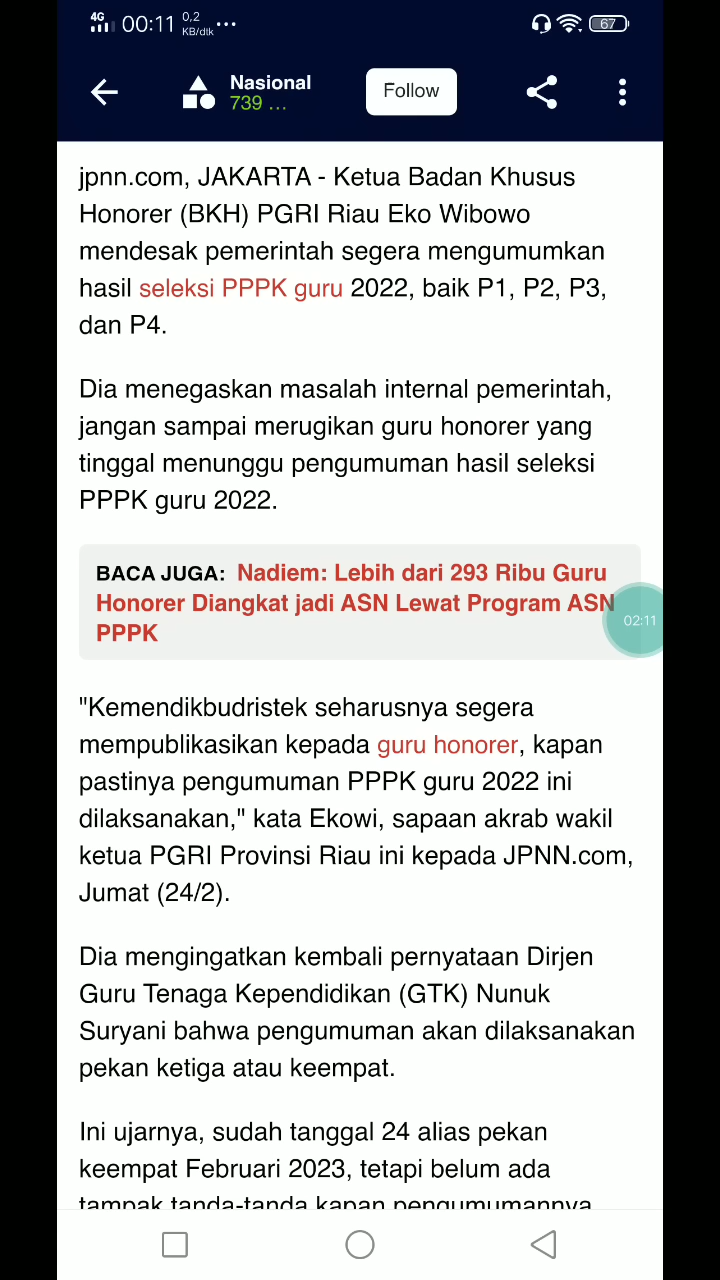 4G 00:11 0,2 KB/dtk ... 67
Nasional
739 ...
Follow
jpnn.com, JAKARTA - Ketua Badan Khusus
Honorer (BKH) PGRI Riau Eko Wibowo
mendesak pemerintah segera mengumumkan
hasil seleksi PPPK guru 2022, baik P1, P2, P3,
dan P4.
Dia menegaskan masalah internal pemerintah,
jangan sampai merugikan guru honorer yang
tinggal menunggu pengumuman hasil seleksi
PPPK guru 2022.
BACA JUGA: Nadiem: Lebih dari 293 Ribu Guru
Honorer Diangkat jadi ASN Lewat Program ASN
PPPK
02:11
"Kemendikbudristek seharusnya segera
mempublikasikan kepada guru honorer, kapan
pastinya pengumuman PPPK guru 2022 ini
dilaksanakan," kata Ekowi, sapaan akrab wakil
ketua PGRI Provinsi Riau ini kepada JPNN.com,
Jumat (24/2).
Dia mengingatkan kembali pernyataan Dirjen
Guru Tenaga Kependidikan (GTK) Nunuk
Suryani bahwa pengumuman akan dilaksanakan
pekan ketiga atau keempat.
Ini ujarnya, sudah tanggal 24 alias pekan
keempat Februari 2023, tetapi belum ada
tampak tanda-tanda kapan pengumumannya